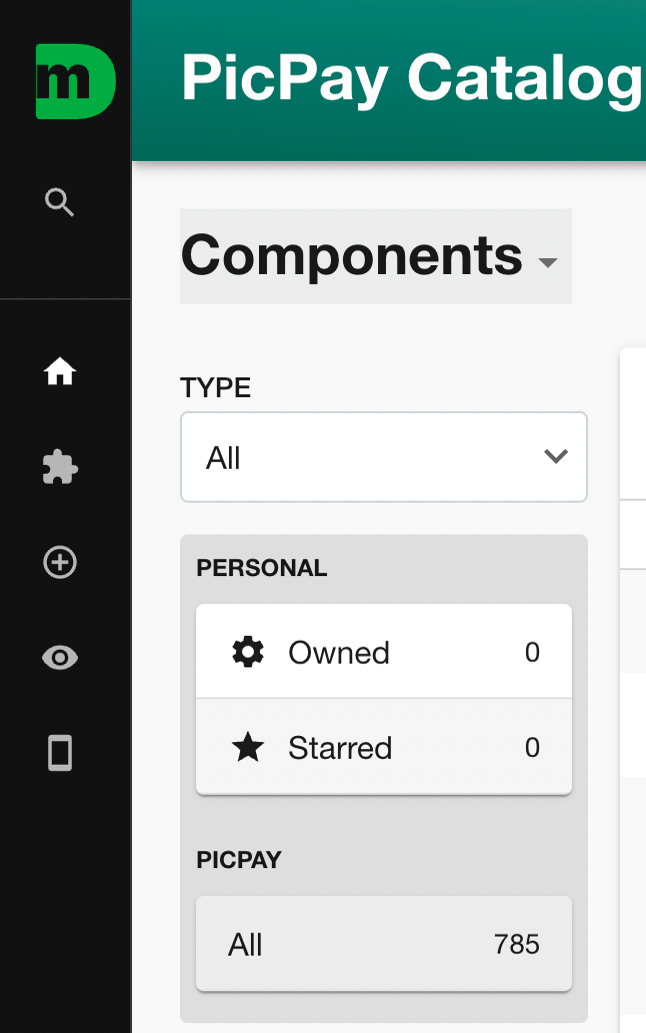 m
PicPay Catalog
Components
TYPE
All
PERSONAL
Owned 0
Starred 0
PICPAY
All 785